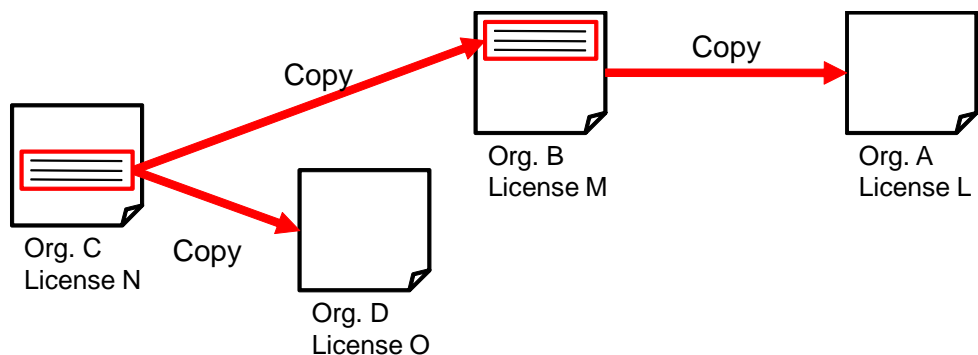 Copy
Copy
Org. B
License M
Org. A
License L
Org. C
License N
Copy
Org. D
License O